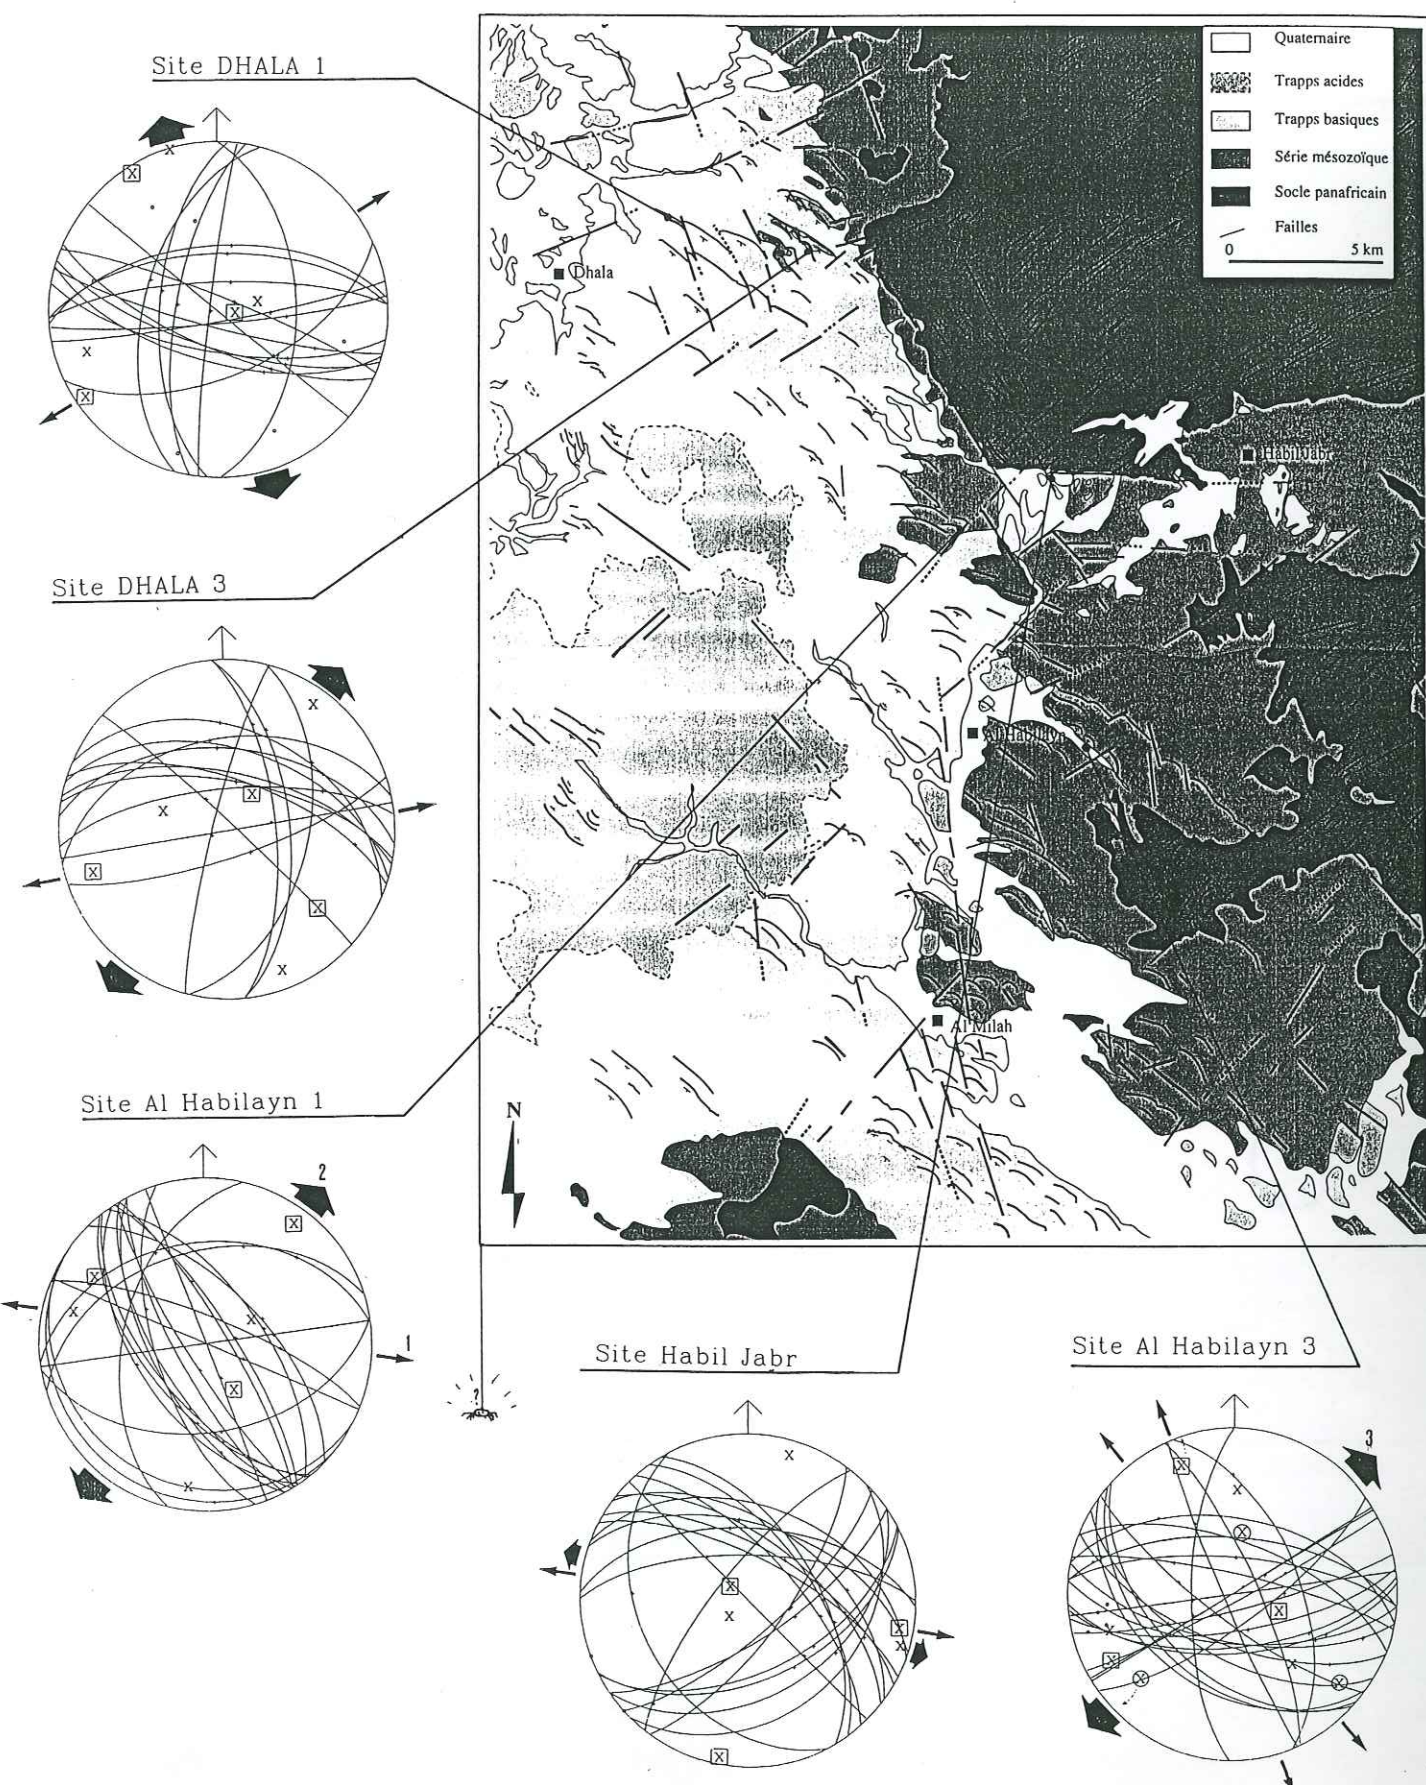 Site DHALA 1
Quaternaire
Trapps acides
Trapps basiques
Série mésozoïque
Socle panafricain
Failles
0 5 km
Dhala
Habil Jabr
Site DHALA 3
Al Milah
Site Al Habilayn 1
N
2
1
?
Site Habil Jabr
Site Al Habilayn 3
3